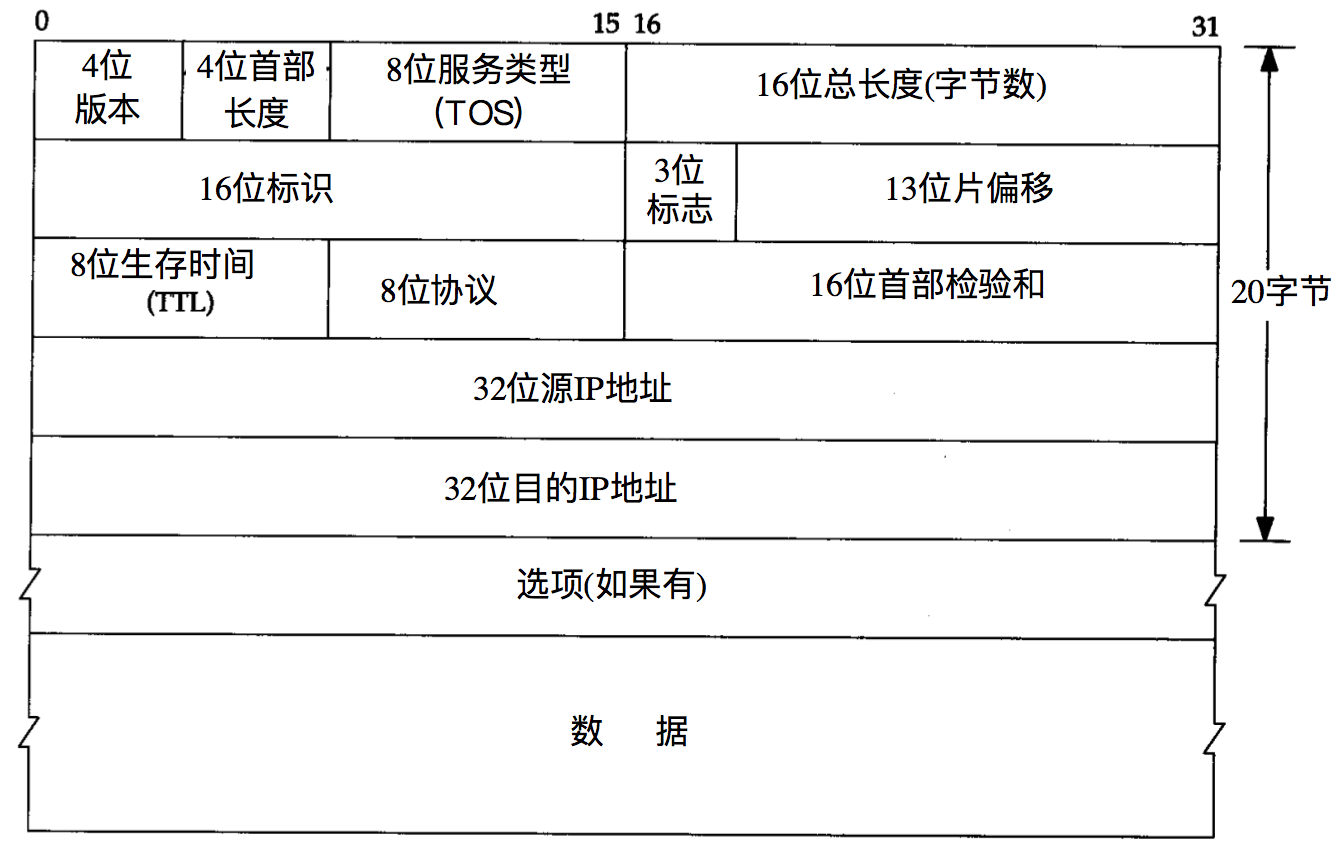 0 15 16 31
4位
版本
4位首部
长度
8位服务类型
(TOS)
16位总长度(字节数)
16位标识
3位
标志
13位片偏移
8位生存时间
(TTL)
8位协议
16位首部检验和
20字节
32位源IP地址
32位目的IP地址
选项(如果有)
数 据